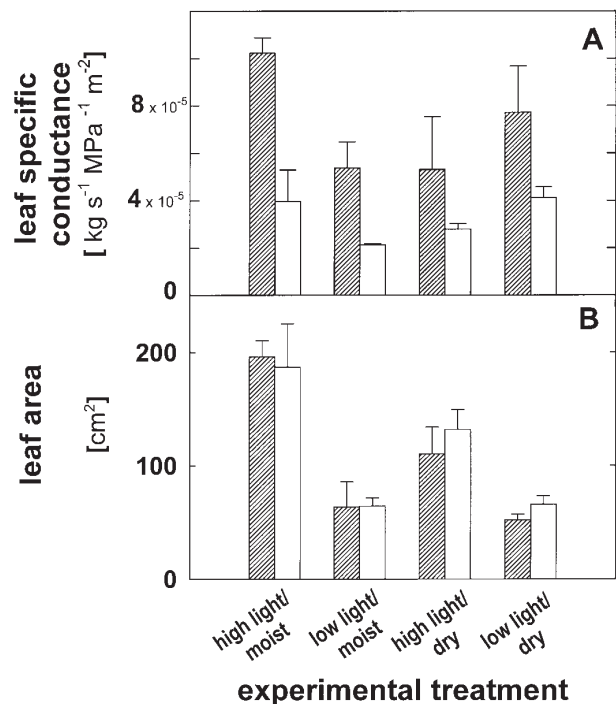 A
leaf specific
conductance
[ kg s⁻¹ MPa ⁻¹ m⁻²]
8 x 10⁻⁵
4 x 10⁻⁵
0
B
leaf area
[cm²]
200
100
0
high light/
moist
low light/
moist
high light/
dry
low light/
dry
experimental treatment